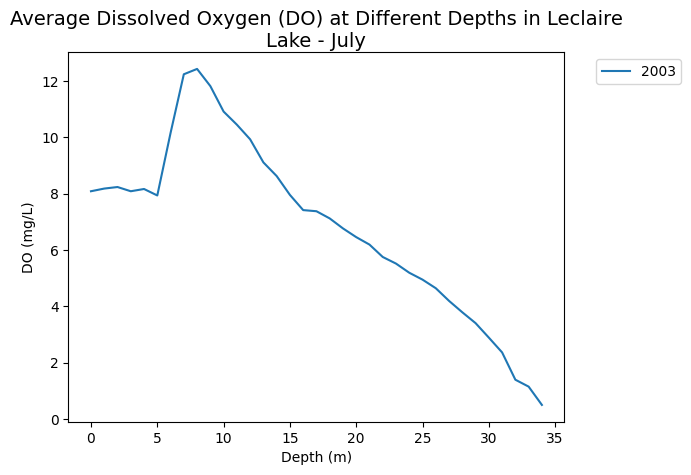 Average Dissolved Oxygen (DO) at Different Depths in Leclaire
Lake - July
2003
12
10
8
6
4
2
0
DO (mg/L)
0 5 10 15 20 25 30 35
Depth (m)